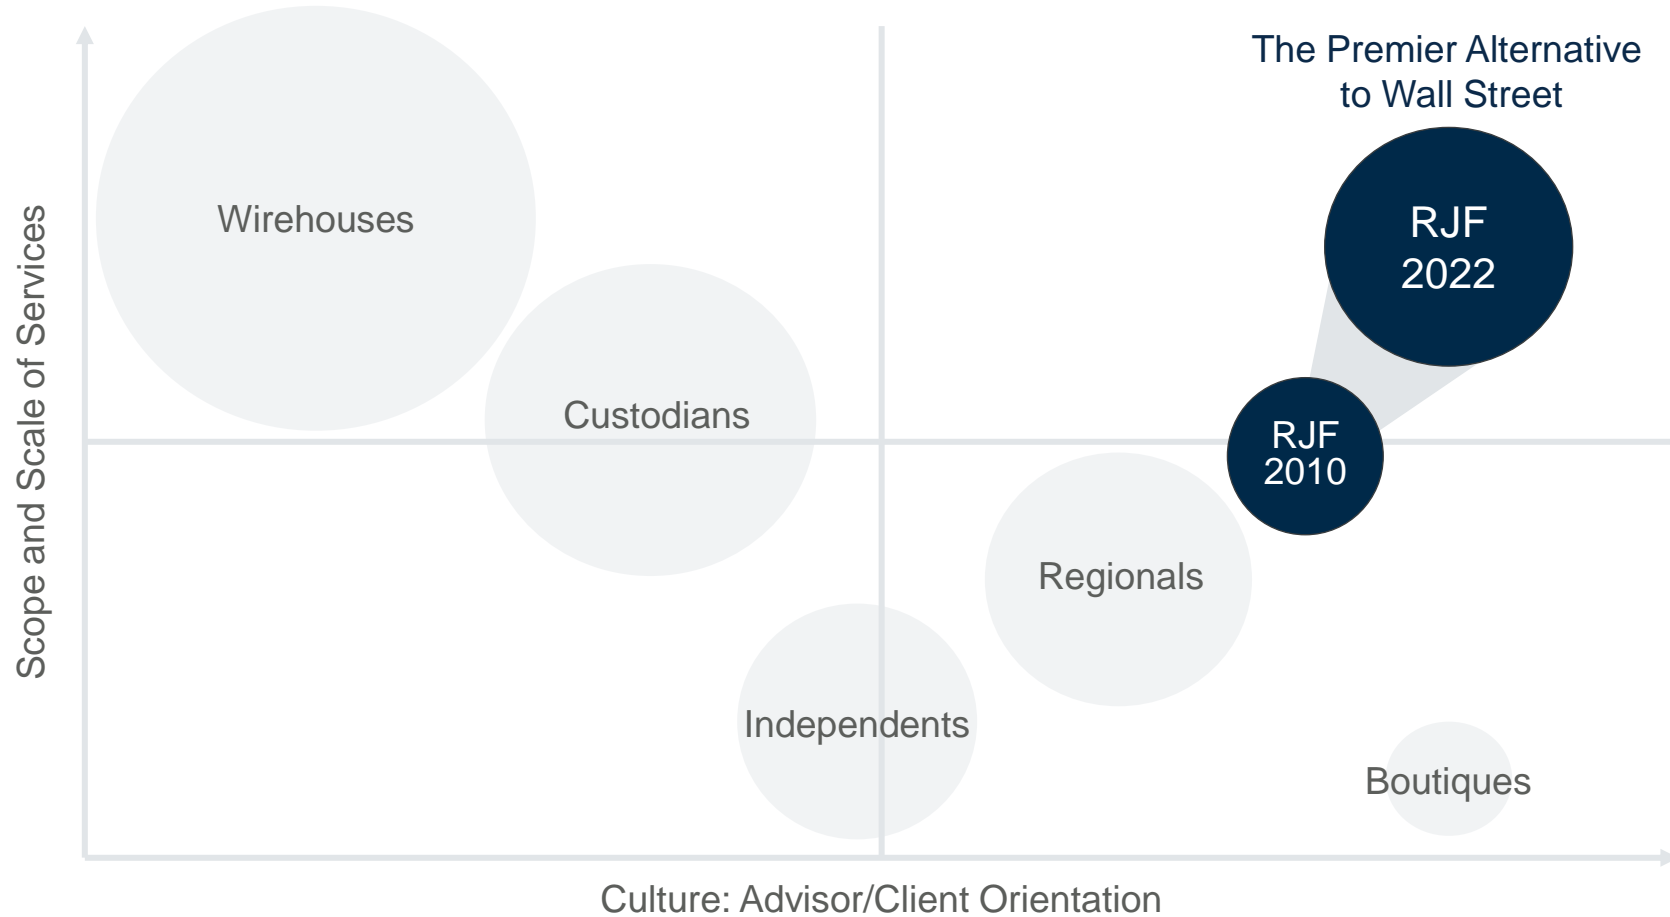 The Premier Alternative
to Wall Street
Wirehouses
RJF
2022
Custodians
RJF
2010
Regionals
Independents
Boutiques
Scope and Scale of Services
Culture: Advisor/Client Orientation